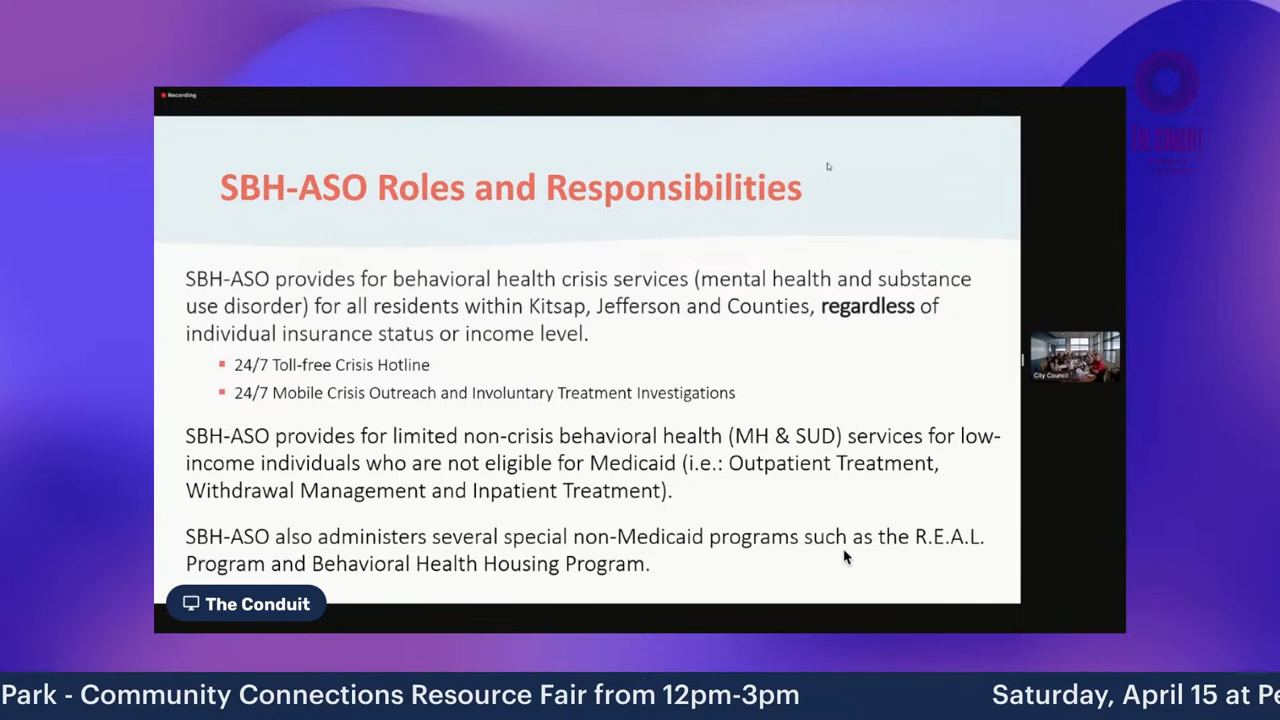 Recording
SBH-ASO Roles and Responsibilities
SBH-ASO provides for behavioral health crisis services (mental health and substance
use disorder) for all residents within Kitsap, Jefferson and Counties, regardless of
individual insurance status or income level.
24/7 Toll-free Crisis Hotline
24/7 Mobile Crisis Outreach and Involuntary Treatment Investigations
SBH-ASO provides for limited non-crisis behavioral health (MH & SUD) services for low-
income individuals who are not eligible for Medicaid (i.e.: Outpatient Treatment,
Withdrawal Management and Inpatient Treatment).
SBH-ASO also administers several special non-Medicaid programs such as the R.E.A.L.
Program and Behavioral Health Housing Program.
City Council
THE CONDUIT
The Conduit
Park - Community Connections Resource Fair from 12pm-3pm
Saturday, April 15 at Pe